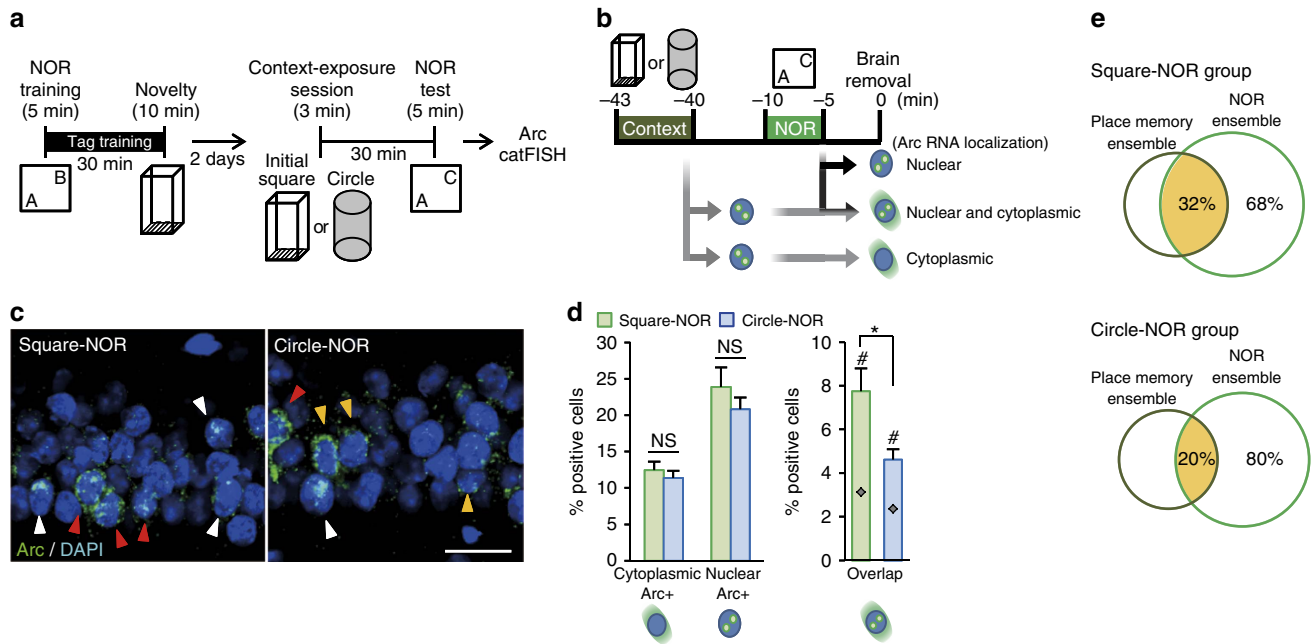 a
NOR
training
(5 min)
Novelty
(10 min)
Tag training
30 min
B
A
2 days
Context-exposure
session
(3 min)
NOR
test
(5 min)
30 min
Initial
square
or
Circle
C
A
Arc
catFISH
b
or
C
A
Brain
removal
–43
–40
–10
–5
0 (min)
Context
NOR
(Arc RNA localization)
Nuclear
Nuclear and cytoplasmic
Cytoplasmic
c
Square-NOR
Circle-NOR
Arc / DAPI
d
Square-NOR
Circle-NOR
% positive cells
30
25
20
15
10
5
0
NS
NS
Cytoplasmic
Arc+
Nuclear
Arc+
% positive cells
10
8
6
4
2
0
*
#
#
Overlap
e
Square-NOR group
Place memory
ensemble
NOR
ensemble
32%
68%
Circle-NOR group
Place memory
ensemble
NOR
ensemble
20%
80%